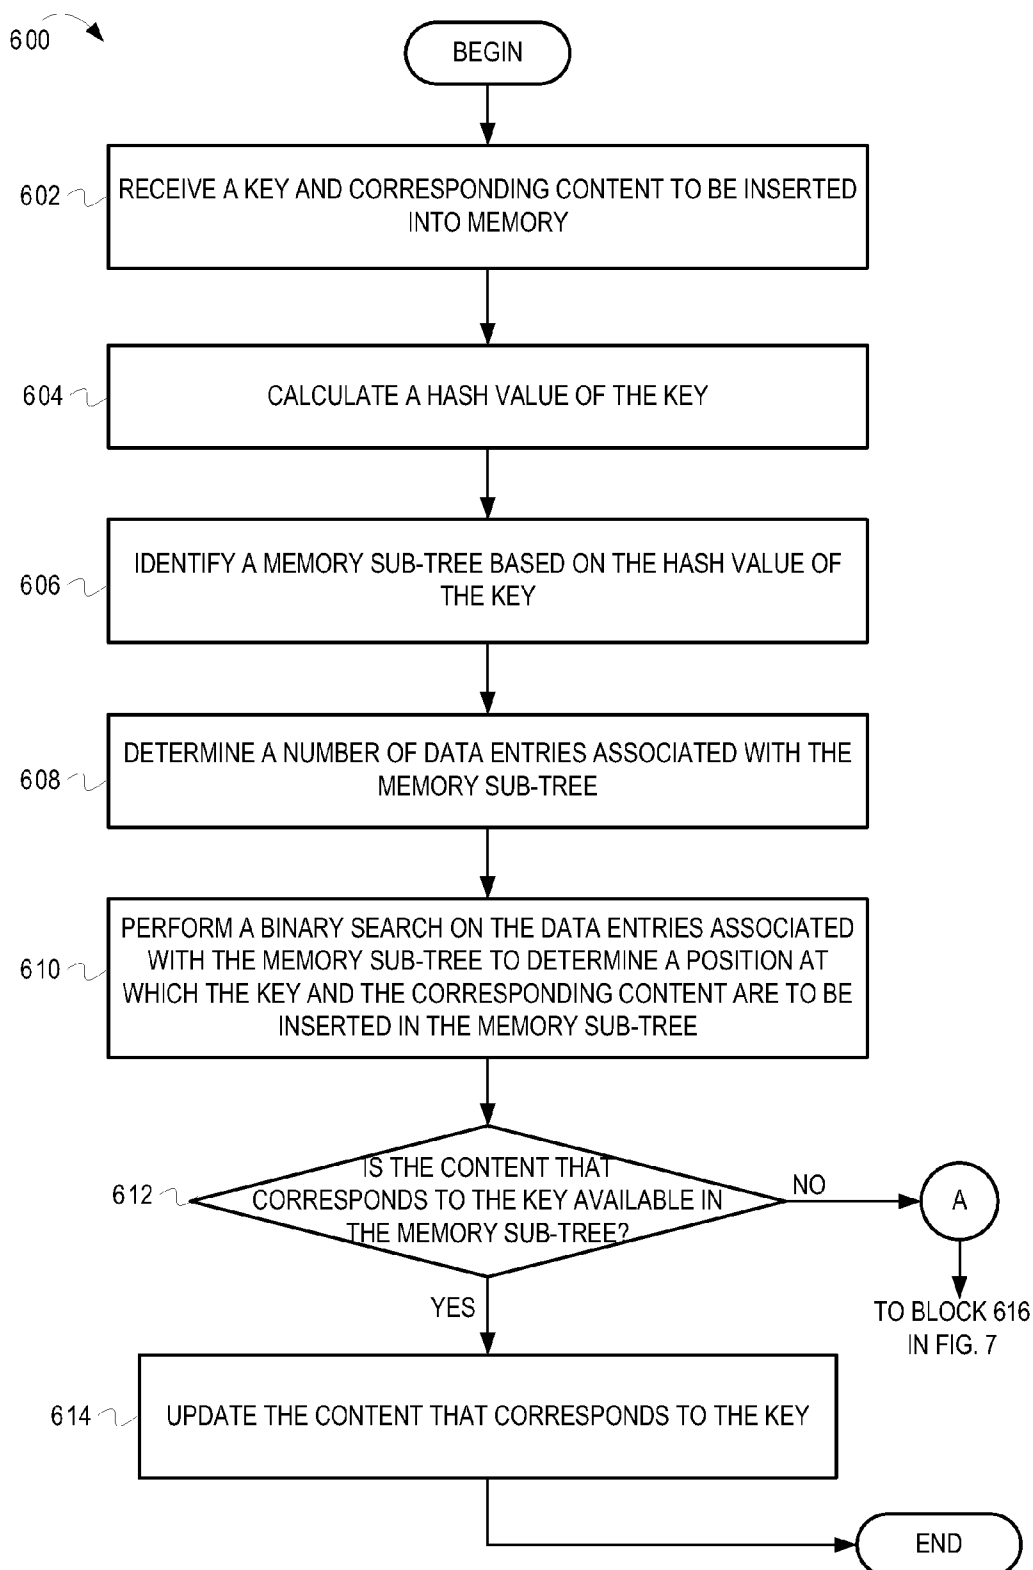 600
BEGIN
602
RECEIVE A KEY AND CORRESPONDING CONTENT TO BE INSERTED
INTO MEMORY
604
CALCULATE A HASH VALUE OF THE KEY
606
IDENTIFY A MEMORY SUB-TREE BASED ON THE HASH VALUE OF
THE KEY
608
DETERMINE A NUMBER OF DATA ENTRIES ASSOCIATED WITH THE
MEMORY SUB-TREE
610
PERFORM A BINARY SEARCH ON THE DATA ENTRIES ASSOCIATED
WITH THE MEMORY SUB-TREE TO DETERMINE A POSITION AT
WHICH THE KEY AND THE CORRESPONDING CONTENT ARE TO BE
INSERTED IN THE MEMORY SUB-TREE
612
IS THE CONTENT THAT
CORRESPONDS TO THE KEY AVAILABLE IN
THE MEMORY SUB-TREE?
NO
A
TO BLOCK 616
IN FIG. 7
YES
614
UPDATE THE CONTENT THAT CORRESPONDS TO THE KEY
END